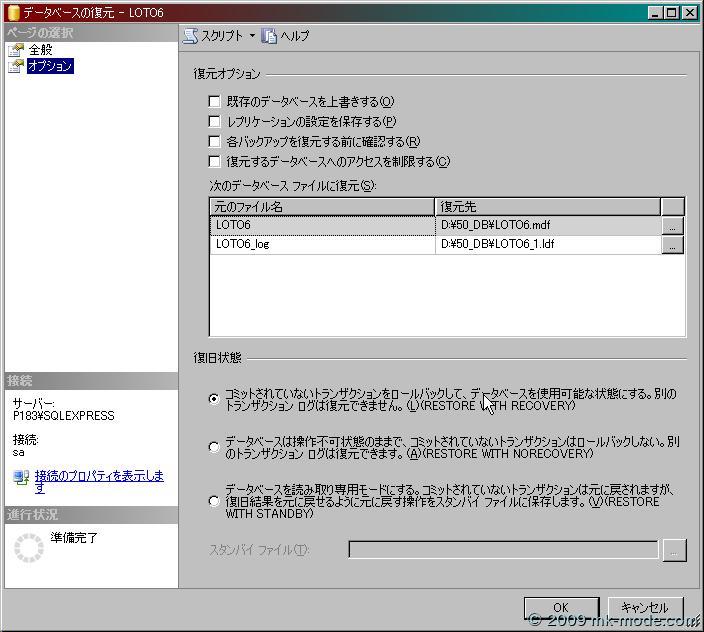 データベースの復元 - LOTO6
ページの選択
全般
オプション
スクリプト
ヘルプ
復元オプション
既存のデータベースを上書きする(O)
レプリケーションの設定を保存する(P)
各バックアップを復元する前に確認する(R)
復元するデータベースへのアクセスを制限する(C)
次のデータベース ファイルに復元(S):
元のファイル名 復元先
LOTO6 D:¥50_DB¥LOTO6.mdf ...
LOTO6_log D:¥50_DB¥LOTO6_1.ldf ...
復旧状態
コミットされていないトランザクションをロールバックして、データベースを使用可能な状態にする。別の
トランザクション ログは復元できません。(L)(RESTORE WITH RECOVERY)
データベースは操作不可状態のままで、コミットされていないトランザクションはロールバックしない。別
のトランザクション ログは復元できます。(A)(RESTORE WITH NORECOVERY)
データベースを読み取り専用モードにする。コミットされていないトランザクションは元に戻されますが、
復旧結果を元に戻せるように元に戻す操作をスタンバイ ファイルに保存します。(V)(RESTORE
WITH STANDBY)
スタンバイ ファイル(T):
...
接続
サーバー:
P183¥SQLEXPRESS
接続:
sa
接続のプロパティを表示しま
す
進行状況
準備完了
OK
キャンセル
© 2009 mk-mode.com